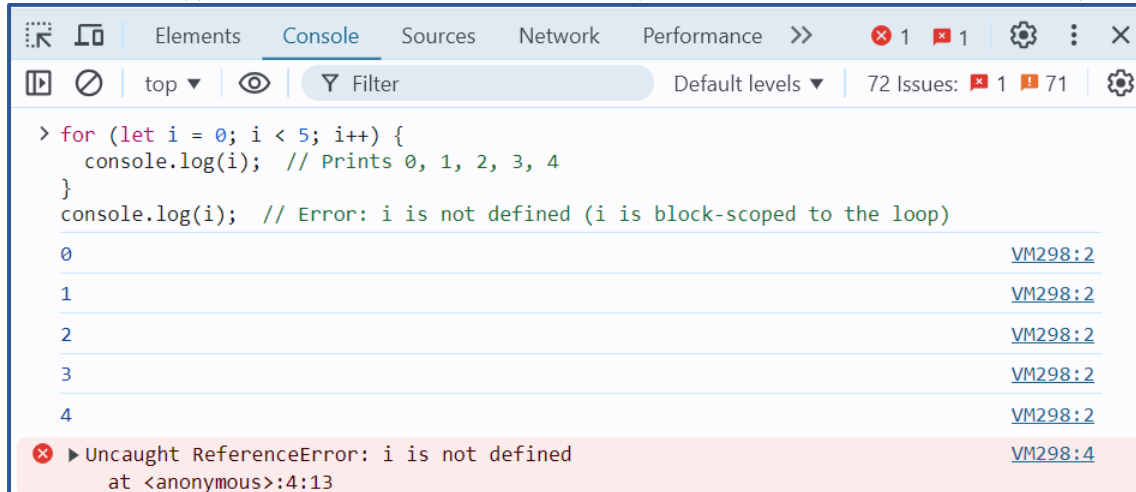 Elements Console Sources Network Performance >> 1 1
top ▼ Filter Default levels ▼ 72 Issues: 1 71
> for (let i = 0; i < 5; i++) {
console.log(i);  // Prints 0, 1, 2, 3, 4
}
console.log(i);  // Error: i is not defined (i is block-scoped to the loop)
0 VM298:2
1 VM298:2
2 VM298:2
3 VM298:2
4 VM298:2
▶ Uncaught ReferenceError: i is not defined VM298:4
at <anonymous>:4:13